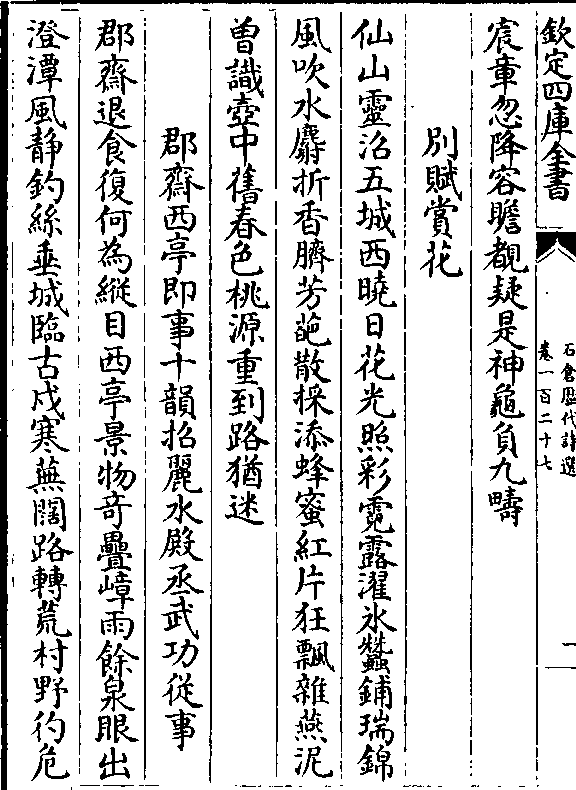 欽定四庫全書
石倉歷代詩選
卷一百二十七
一
宸章忽降容瞻覩疑是神龜負九疇
別賦賞花
仙山靈沼五城西曉日花光照彩霓露濯氷蠶鋪瑞錦
風吹水麝折香臍芳葩散採添蜂蜜紅片狂飄雜燕泥
曽識壺中舊春色桃源重到路猶迷
郡齋西亭即事十韻招麗水殿丞武功從事
郡齋退食復何為縱目西亭景物竒疊嶂雨餘泉眼出
澄潭風静釣絲垂城臨古戍寒蕪闊路轉荒村野彴危